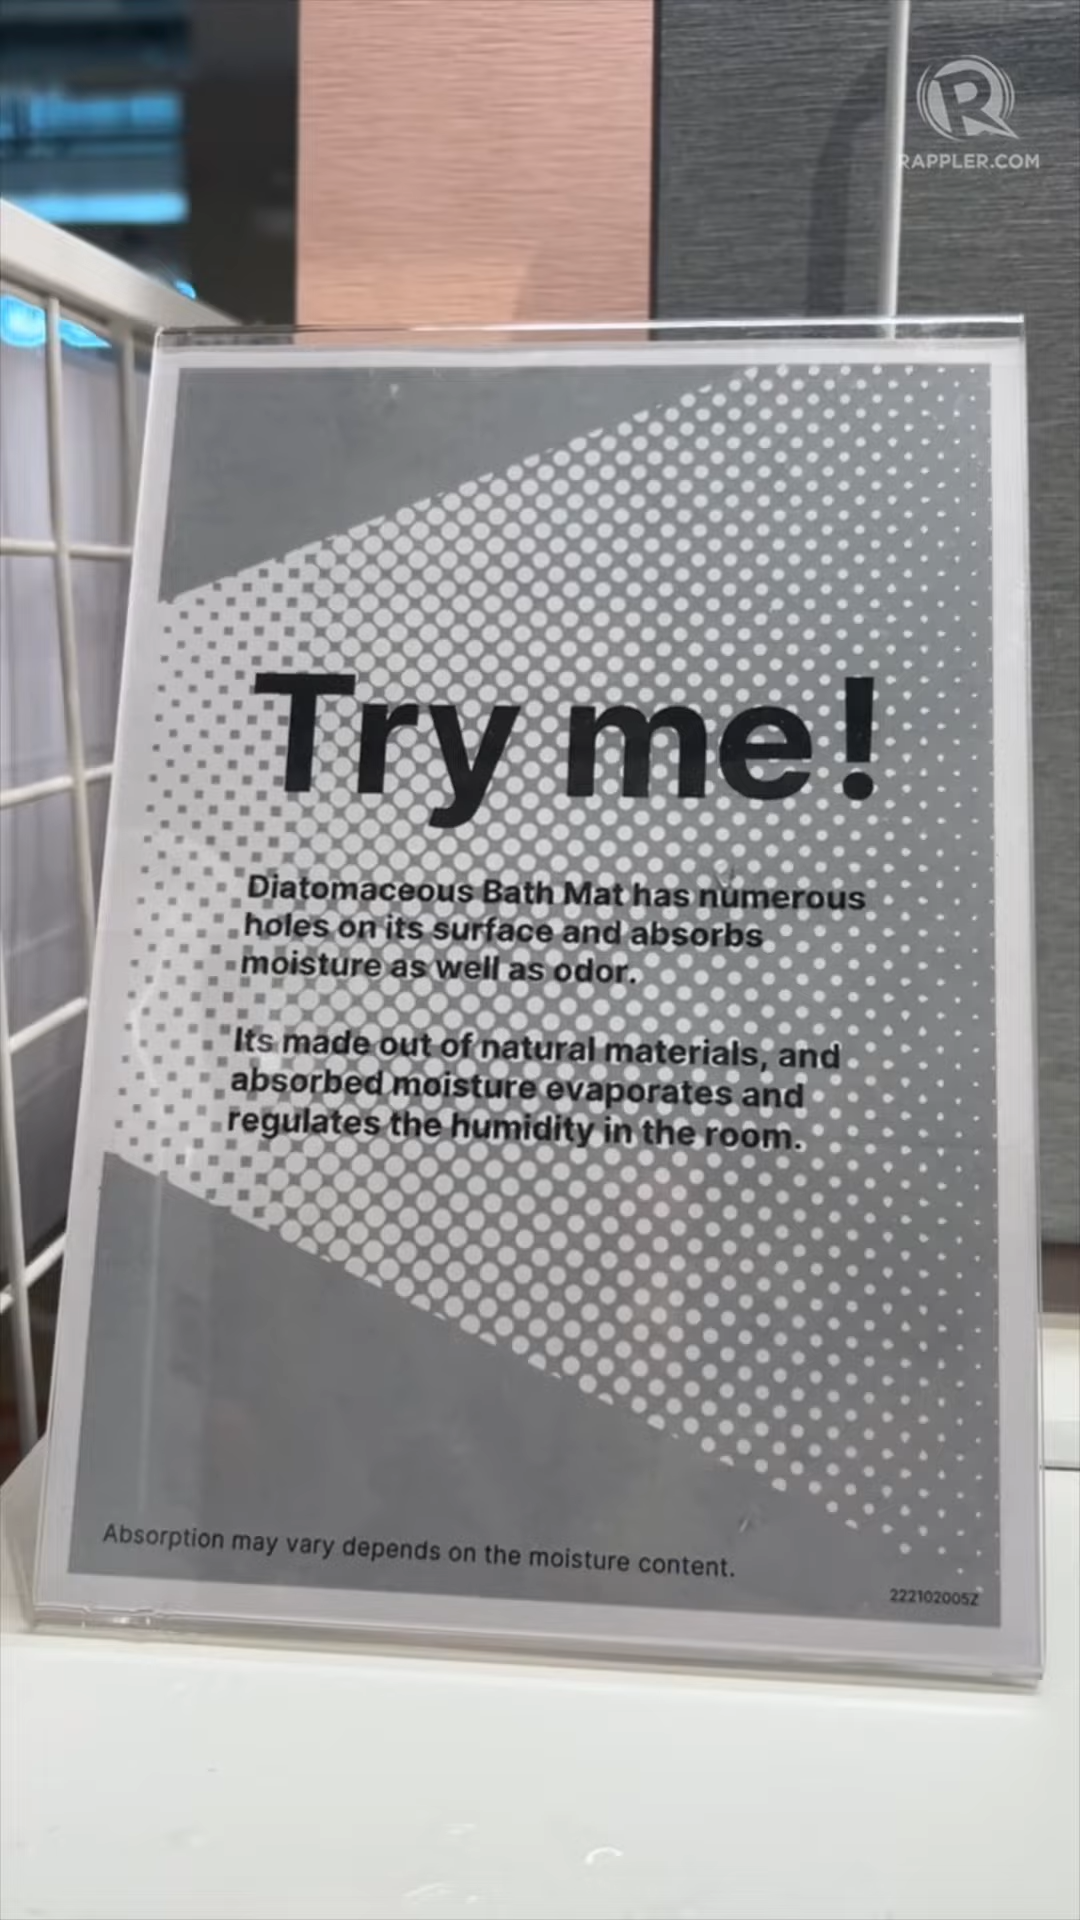 R
RAPPLER.COM
Try me!
Diatomaceous Bath Mat has numerous
holes on its surface and absorbs
moisture as well as odor.
Its made out of natural materials, and
absorbed moisture evaporates and
regulates the humidity in the room.
Absorption may vary depends on the moisture content.
222102005Z